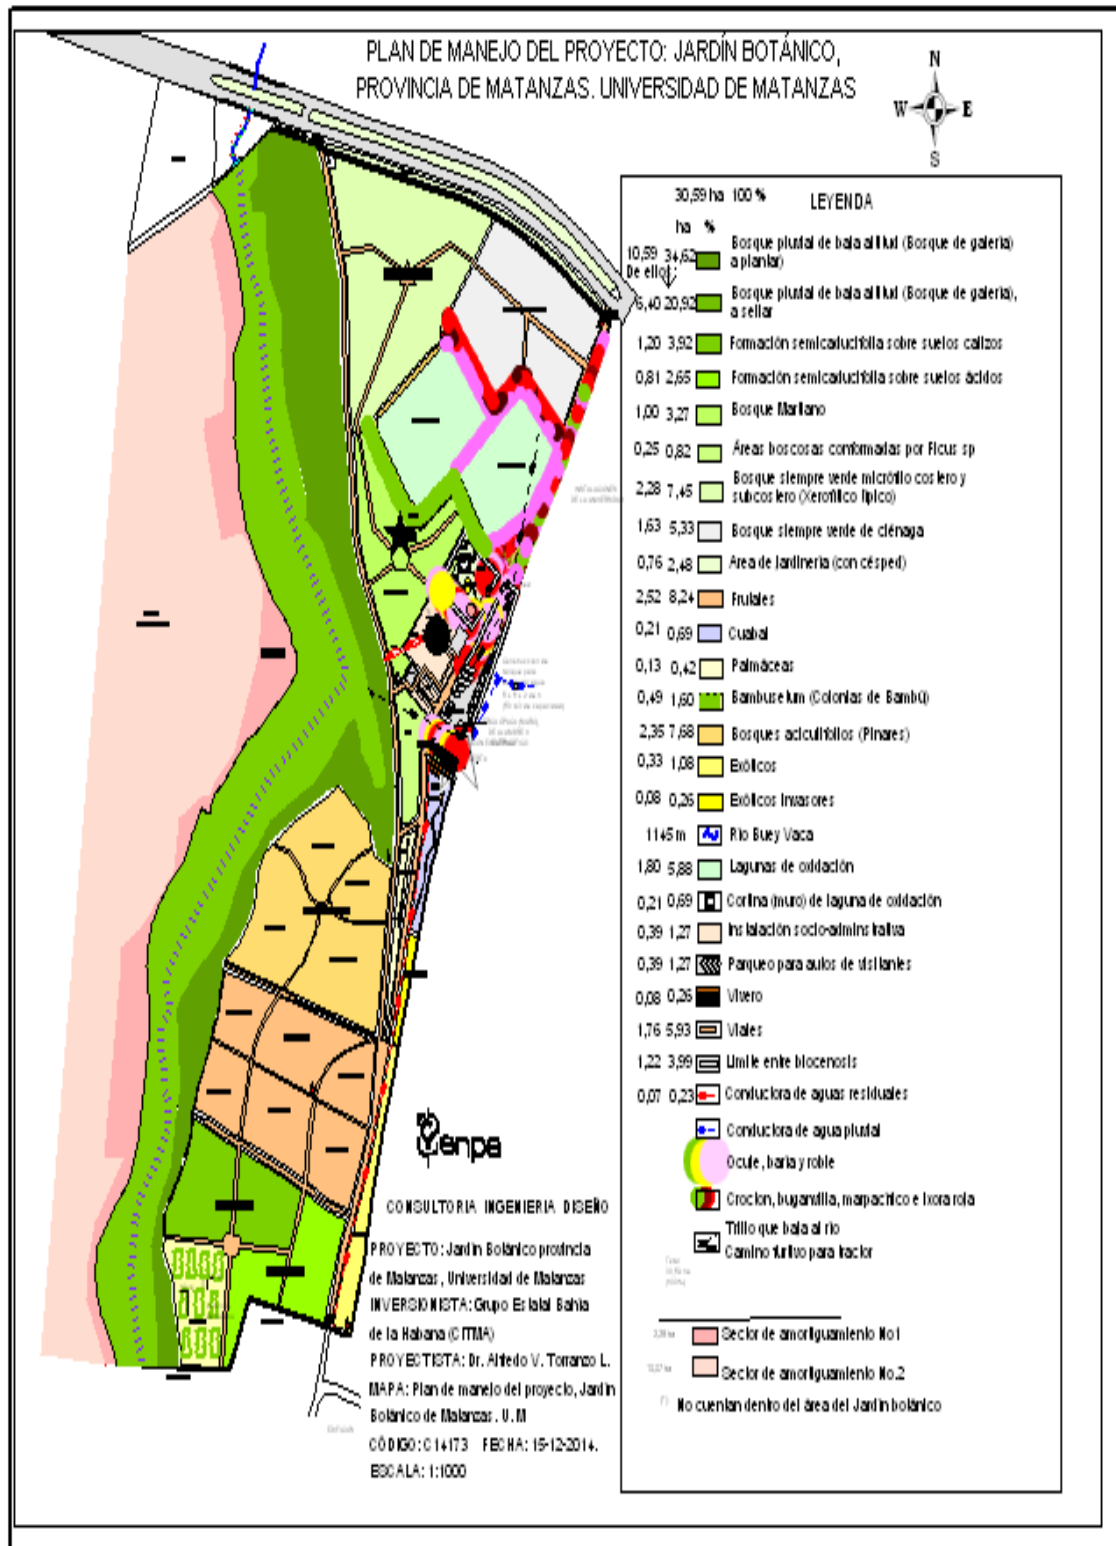 PLAN DE MANEJO DEL PROYECTO: JARDÍN BOTÁNICO,
PROVINCIA DE MATANZAS. UNIVERSIDAD DE MATANZAS
N
W E
S
30,59 ha 100 %
LEYENDA
ha %
10,59 34,62 Bosque pluvial de baja altitud (Bosque de galería)
a plantar)
De ellos:
6,40 20,92 Bosque pluvial de baja altitud (Bosque de galería),
a sellar
1,20 3,92 Formación semicaducifolia sobre suelos calizos
0,81 2,65 Formación semicaducifolia sobre suelos ácidos
1,00 3,27 Bosque Martiano
0,25 0,82 Áreas boscosas conformadas por Ficus sp
2,28 7,45 Bosque siempre verde micrófilo costero y
subcostero (Xerofítico típico)
1,63 5,33 Bosque siempre verde de ciénaga
0,76 2,48 Area de jardinería (con césped)
2,52 8,24 Frutales
0,21 0,69 Cuabal
0,13 0,42 Palmáceas
0,49 1,60 Bambusetum (Colonias de Bambú)
2,35 7,68 Bosques aciculifolios (Pinares)
0,33 1,08 Exóticos
0,08 0,26 Exóticos Invasores
1145 m Río Buey Vaca
1,80 5,88 Lagunas de oxidación
0,21 0,69 Cortina (muro) de laguna de oxidación
0,39 1,27 Instalación socio-administrativa
0,39 1,27 Parqueo para autos de visitantes
0,08 0,26 Vivero
1,76 5,93 Viales
1,22 3,99 Límite entre biocenosis
0,07 0,23 Conductora de aguas residuales
Conductora de agua pluvial
Ocuje, baría y roble
Crocton, buganvilla, marpacífico e Ixora roja
Trillo que baja al río
Camino furtivo para tractor
Sector de amortiguamiento No1
Sector de amortiguamiento No.2
No cuentan dentro del área del Jardín botánico
INSTALACIONES
DE LA UNIVERSIDAD
Yenpa
CONSULTORIA INGENIERIA DISEÑO
PROYECTO: Jardín Botánico provincia
de Matanzas, Universidad de Matanzas
INVERSIONISTA: Grupo Estatal Bahía
de la Habana (CITMA)
PROYECTISTA: Dr. Alfredo V. Torranzo L.
MAPA: Plan de manejo del proyecto, Jardín
Botánico de Matanzas. U.M
CÓDIGO: C14173 FECHA: 15-12-2014.
ESCALA: 1:1000